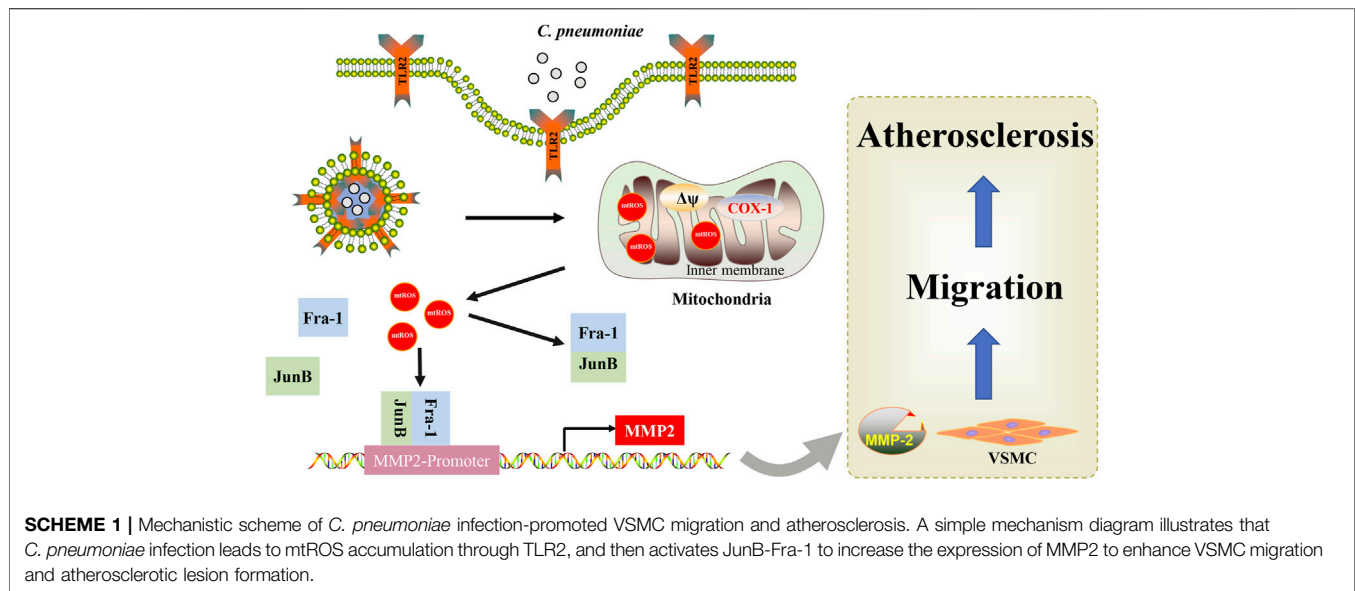 C. pneumoniae
TLR2
TLR2
TLR2
Atherosclerosis
Δψ
COX-1
mtROS
mtROS
mtROS
Inner membrane
Mitochondria
Migration
mtROS
mtROS
mtROS
Fra-1
JunB
Fra-1
JunB
JunB
Fra-1
MMP2-Promoter
MMP2
MMP-2
VSMC
SCHEME 1 | Mechanistic scheme of C. pneumoniae infection-promoted VSMC migration and atherosclerosis. A simple mechanism diagram illustrates that
C. pneumoniae infection leads to mtROS accumulation through TLR2, and then activates JunB-Fra-1 to increase the expression of MMP2 to enhance VSMC migration
and atherosclerotic lesion formation.